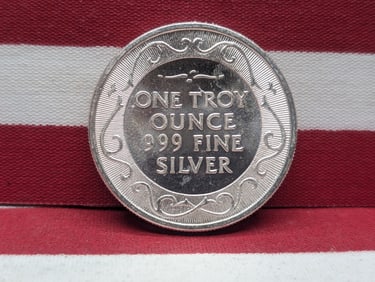 ONE TROY
OUNCE
999 FINE
SILVER